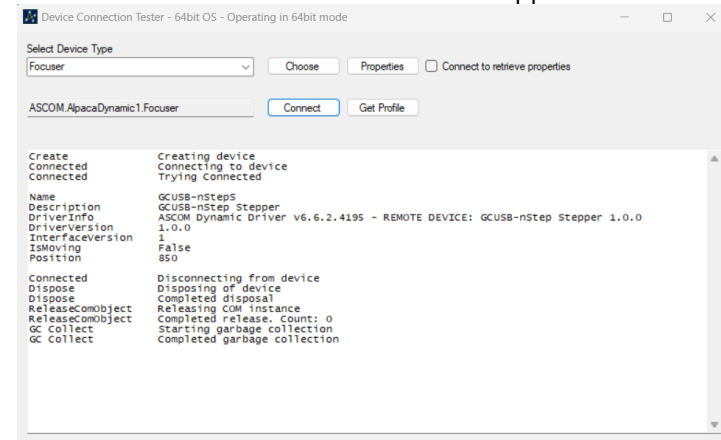 Device Connection Tester - 64bit OS - Operating in 64bit mode
Select Device Type
Focuser Choose Properties Connect to retrieve properties
ASCOM.AlpacaDynamic1.Focuser Connect Get Profile
Create Creating device
Connected Connecting to device
Connected Trying Connected
Name GCUSB-nStepS
Description GCUSB-nStep Stepper
DriverInfo ASCOM Dynamic Driver v6.6.2.4195 - REMOTE DEVICE: GCUSB-nStep Stepper 1.0.0
DriverVersion 1.0.0
InterfaceVersion 1
IsMoving False
Position 850
Connected Disconnecting from device
Dispose Disposing of device
Dispose Completed disposal
ReleaseComObject Releasing COM instance
ReleaseComObject Completed release. Count: 0
GC Collect Starting garbage collection
GC Collect Completed garbage collection